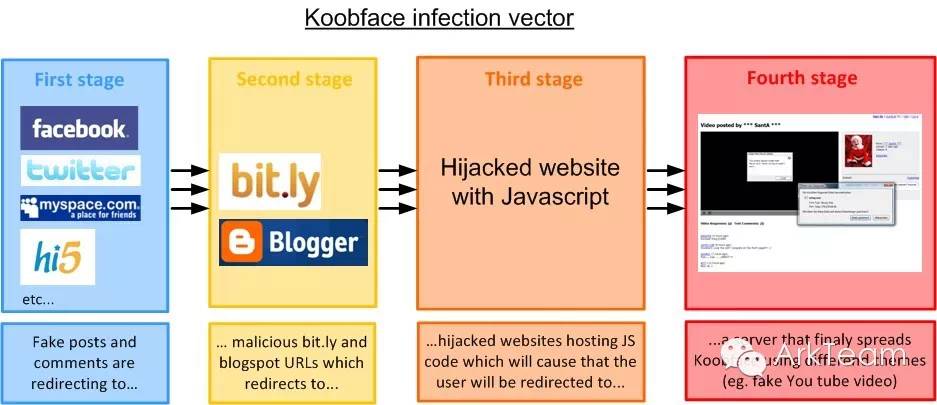 Koobface infection vector
First stage
facebook.
twitter
myspace.com.
a place for friends
hi5
etc...
Fake posts and
comments are
redirecting to...
Second stage
bit.ly
Blogger
... malicious bit.ly and
blogspot URLs which
redirects to...
Third stage
Hijacked website
with Javascript
...hijacked websites hosting JS
code which will cause that the
user will be redirected to...
Fourth stage
Video posted by *** SantA ***
...a server that finaly spreads
Koobface using different themes
(eg. fake You tube video)
ArkTeam